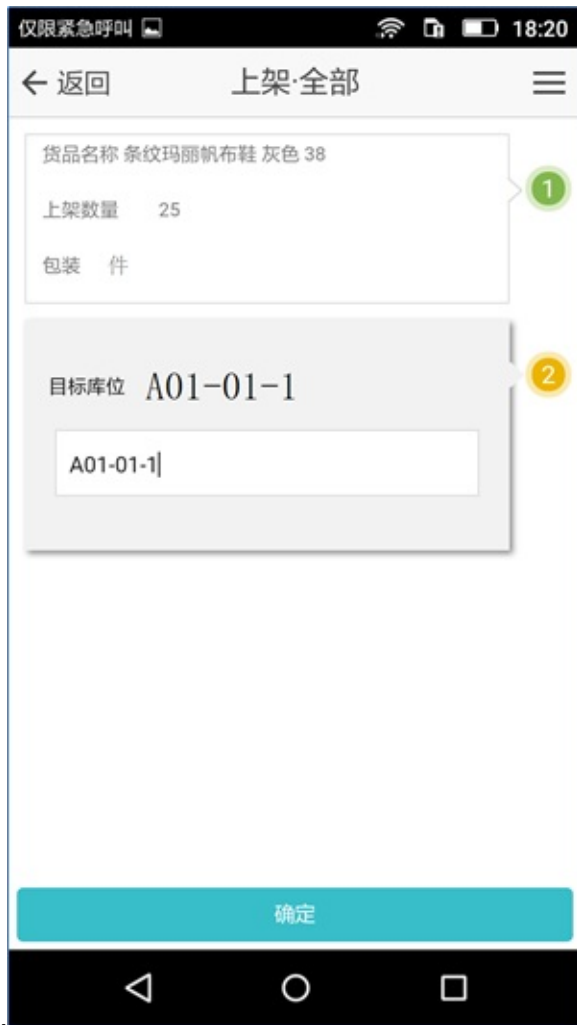 仅限紧急呼叫 18:20
返回 上架·全部
货品名称 条纹玛丽帆布鞋 灰色 38
1
上架数量 25
包装 件
2
目标库位 A01-01-1
A01-01-1
确定